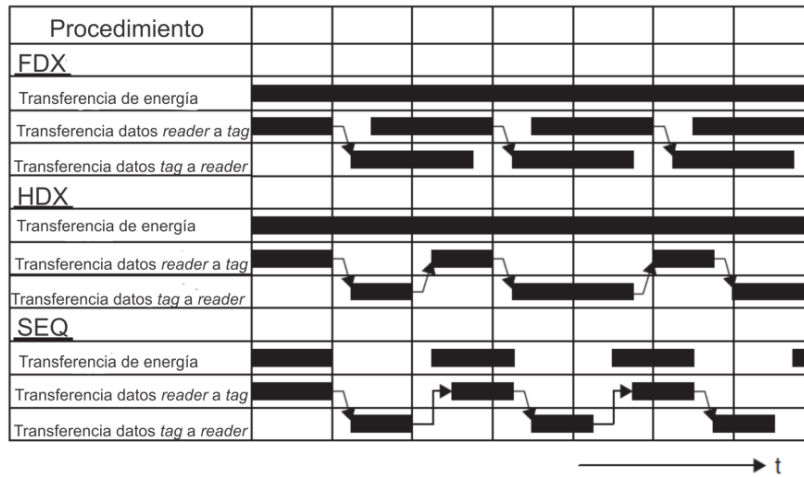 Procedimiento
FDX
Transferencia de energía
Transferencia datos reader a tag
Transferencia datos tag a reader
HDX
Transferencia de energía
Transferencia datos reader a tag
Transferencia datos tag a reader
SEQ
Transferencia de energía
Transferencia datos reader a tag
Transferencia datos tag a reader
t